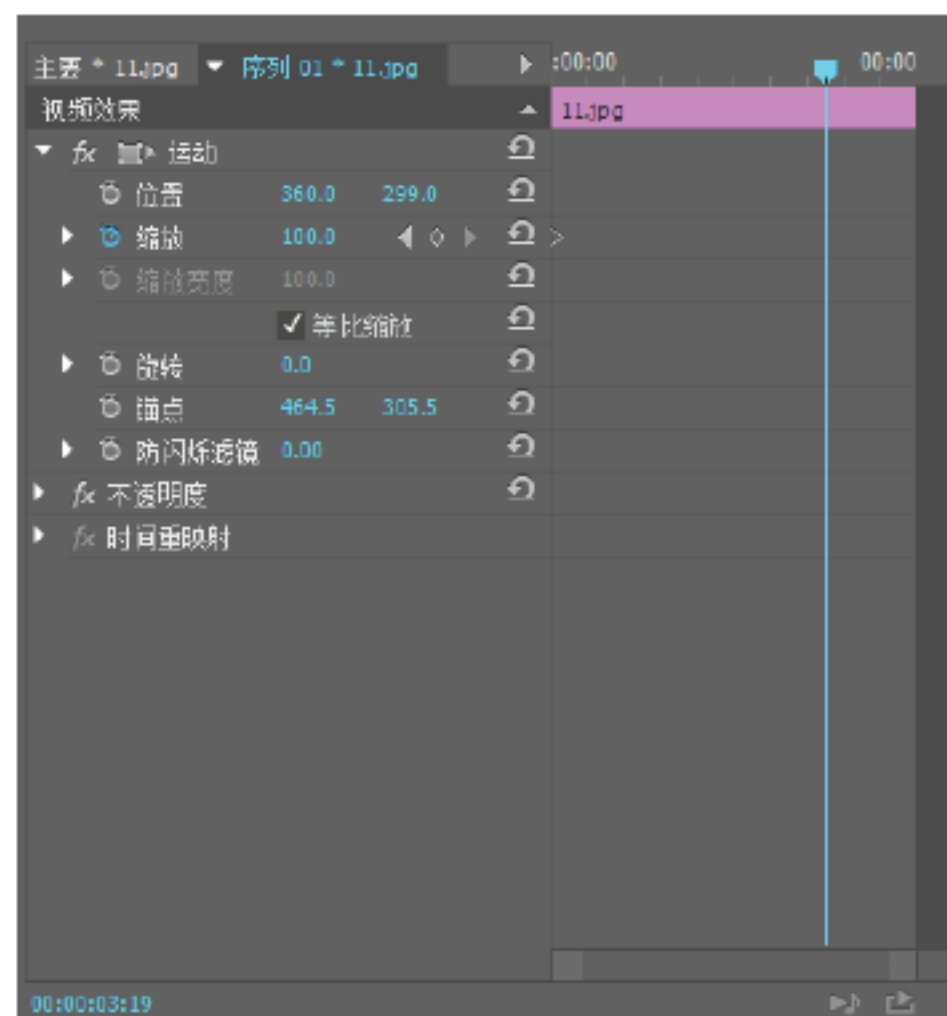 主要 * 11.jpg 序列 01 * 11.jpg :00:00 00:00
视频效果 11.jpg
fx 运动
位置 360.0 299.0
缩放 100.0
缩放宽度 100.0
等比缩放
旋转 0.0
锚点 464.5 305.5
防闪烁滤镜 0.00
fx 不透明度
fx 时间重映射
00:00:03:19